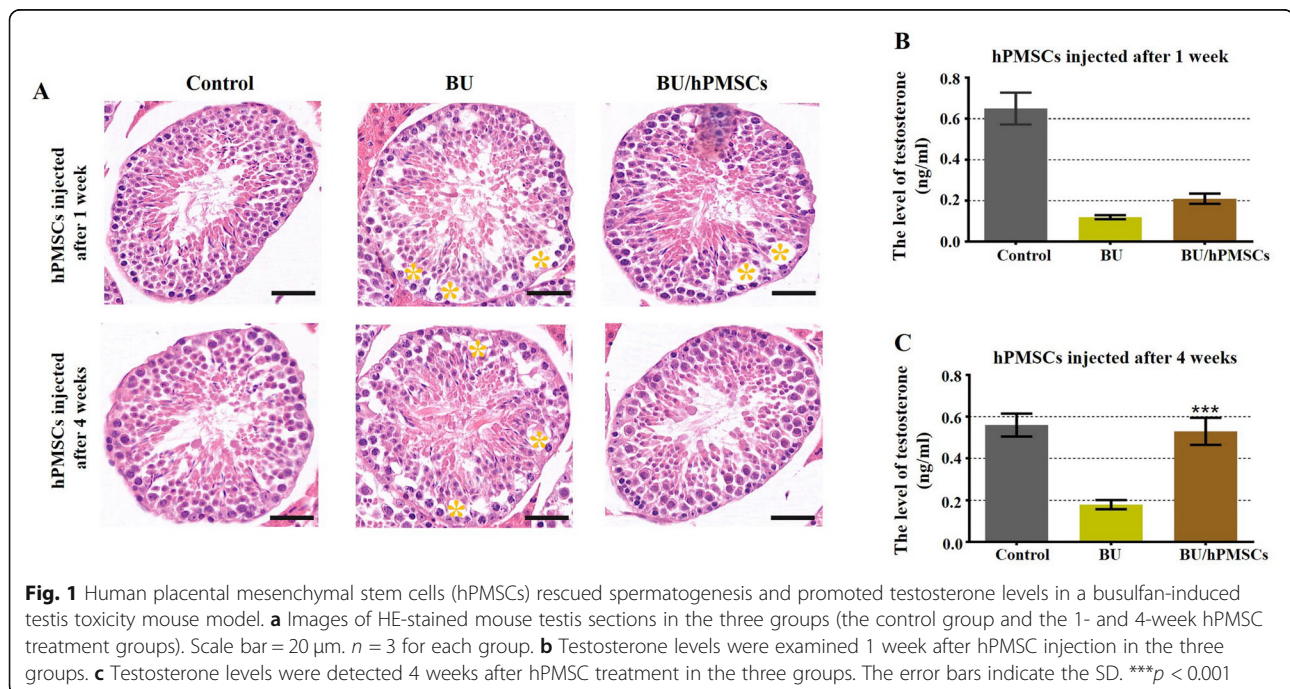 A
Control
BU
BU/hPMSCs
hPMSCs injected
after 1 week
*
*
*
*
*
hPMSCs injected
after 4 weeks
*
*
*
B
hPMSCs injected after 1 week
The level of testosterone
(ng/ml)
0.8
0.6
0.4
0.2
0.0
Control
BU
BU/hPMSCs
C
hPMSCs injected after 4 weeks
The level of testosterone
(ng/ml)
0.8
0.6
0.4
0.2
0.0
***
Control
BU
BU/hPMSCs
Fig. 1 Human placental mesenchymal stem cells (hPMSCs) rescued spermatogenesis and promoted testosterone levels in a busulfan-induced
testis toxicity mouse model. a Images of HE-stained mouse testis sections in the three groups (the control group and the 1- and 4-week hPMSC
treatment groups). Scale bar = 20 μm. n = 3 for each group. b Testosterone levels were examined 1 week after hPMSC injection in the three
groups. c Testosterone levels were detected 4 weeks after hPMSC treatment in the three groups. The error bars indicate the SD. ***p < 0.001